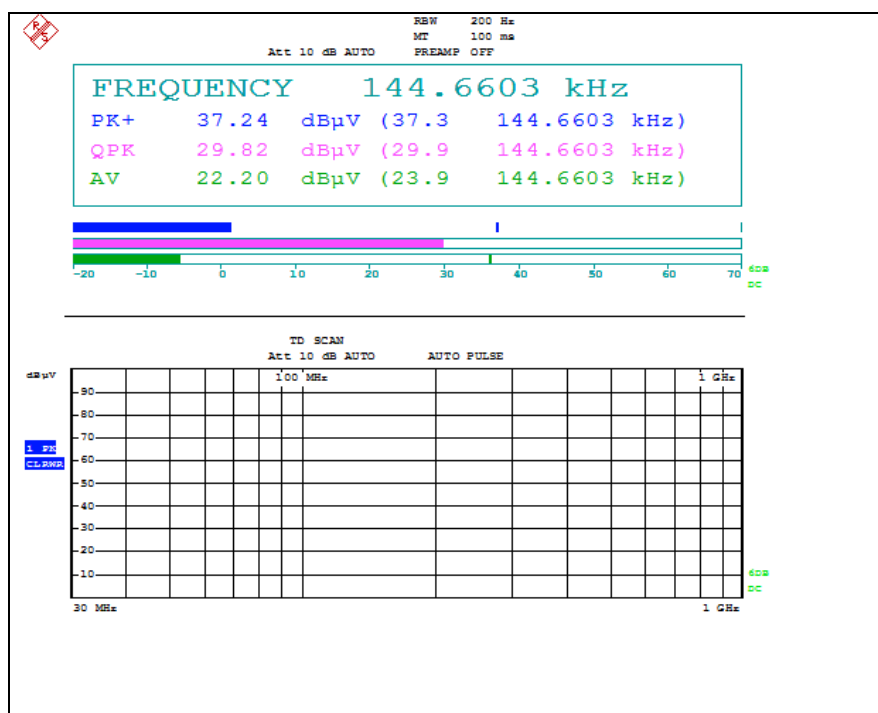 R S
RBW 200 Hz
MT 100 ms
Att 10 dB AUTO PREAMP OFF
FREQUENCY 144.6603 kHz
PK+ 37.24 dBµV (37.3 144.6603 kHz)
QPK 29.82 dBµV (29.9 144.6603 kHz)
AV 22.20 dBµV (23.9 144.6603 kHz)
-20 -10 0 10 20 30 40 50 60 70
6DB
DC
TD SCAN
Att 10 dB AUTO AUTO PULSE
dBµV
100 MHz 1 GHz
90
80
70
1 PK
CLRWR
60
50
40
30
20
10
6DB
DC
30 MHz 1 GHz